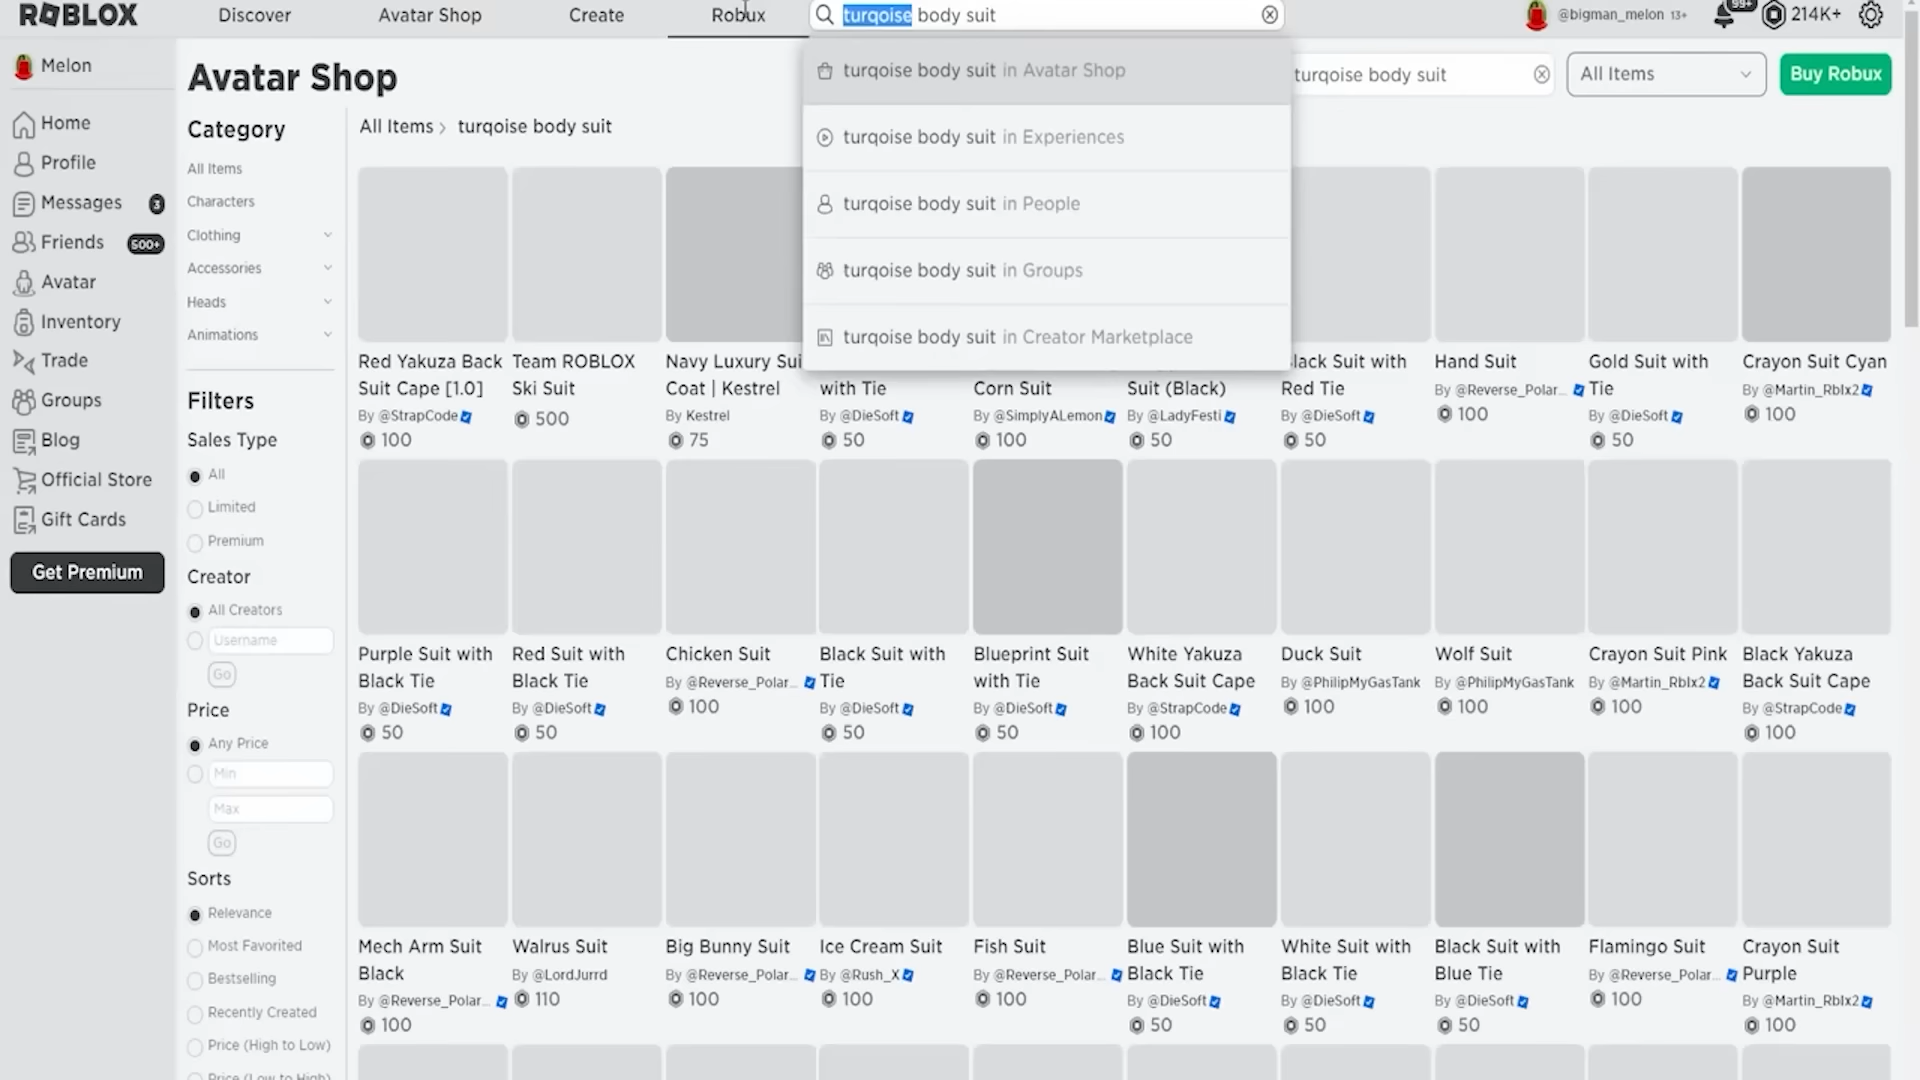 ROBLOX
Discover
Avatar Shop
Create
Robux
turqoise body suit
@bigman_melon 13+
99+
214K+
Melon
Home
Profile
Messages 3
Friends 500+
Avatar
Inventory
Trade
Groups
Blog
Official Store
Gift Cards
Get Premium
Avatar Shop
turqoise body suit
All Items
Buy Robux
turqoise body suit in Avatar Shop
turqoise body suit in Experiences
turqoise body suit in People
turqoise body suit in Groups
turqoise body suit in Creator Marketplace
Category
All Items
Characters
Clothing
Accessories
Heads
Animations
Filters
Sales Type
All
Limited
Premium
Creator
All Creators
Username
Go
Price
Any Price
Min
Max
Go
Sorts
Relevance
Most Favorited
Bestselling
Recently Created
Price (High to Low)
Price (Low to High)
All Items › turqoise body suit
Red Yakuza Back
Suit Cape [1.0]
By @StrapCode
100
Team ROBLOX
Ski Suit
500
Navy Luxury Sui
Coat | Kestrel
By Kestrel
75
with Tie
By @DieSoft
50
Corn Suit
By @SimplyALemon
100
Suit (Black)
By @LadyFesti
50
lack Suit with
Red Tie
By @DieSoft
50
Hand Suit
By @Reverse_Polar...
100
Gold Suit with
Tie
By @DieSoft
50
Crayon Suit Cyan
By @Martin_Rblx2
100
Purple Suit with
Black Tie
By @DieSoft
50
Red Suit with
Black Tie
By @DieSoft
50
Chicken Suit
By @Reverse_Polar...
100
Black Suit with
Tie
By @DieSoft
50
Blueprint Suit
with Tie
By @DieSoft
50
White Yakuza
Back Suit Cape
By @StrapCode
100
Duck Suit
By @PhilipMyGasTank
100
Wolf Suit
By @PhilipMyGasTank
100
Crayon Suit Pink
By @Martin_Rblx2
100
Black Yakuza
Back Suit Cape
By @StrapCode
100
Mech Arm Suit
Black
By @Reverse_Polar...
100
Walrus Suit
By @LordJurrd
110
Big Bunny Suit
By @Reverse_Polar...
100
Ice Cream Suit
By @Rush_X
100
Fish Suit
By @Reverse_Polar...
100
Blue Suit with
Black Tie
By @DieSoft
50
White Suit with
Black Tie
By @DieSoft
50
Black Suit with
Blue Tie
By @DieSoft
50
Flamingo Suit
By @Reverse_Polar...
100
Crayon Suit
Purple
By @Martin_Rblx2
100